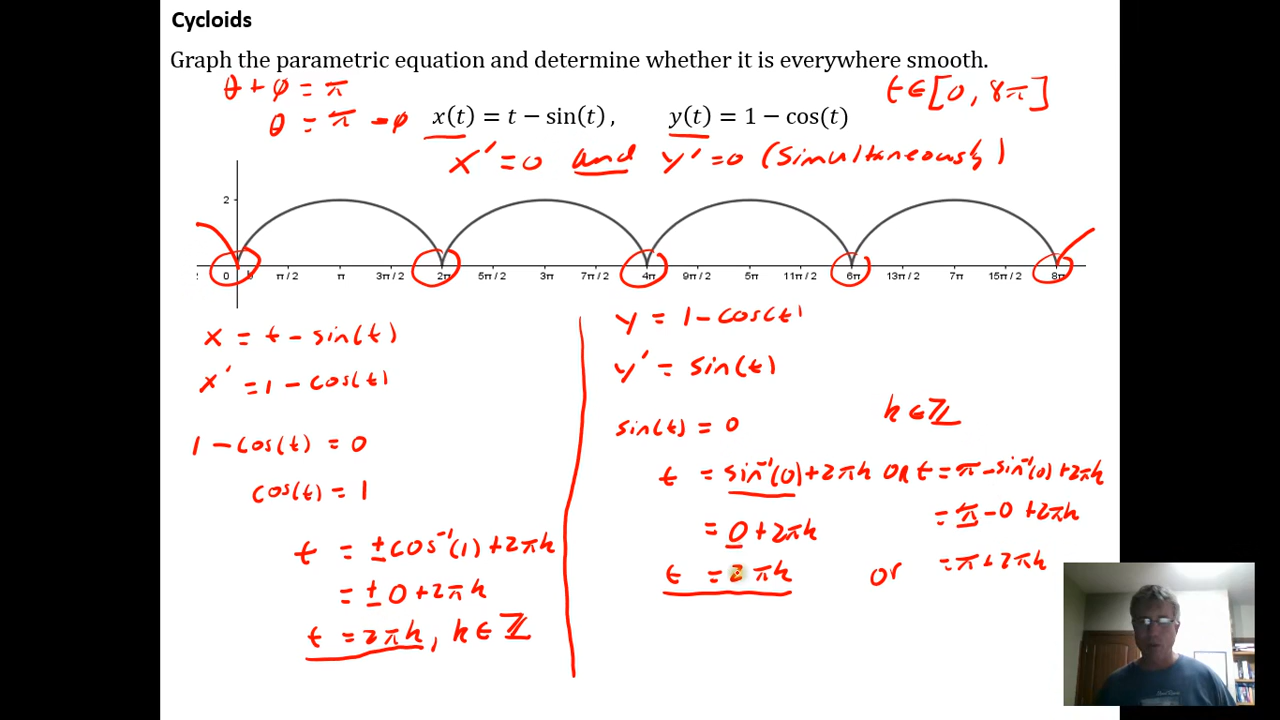 Cycloids
Graph the parametric equation and determine whether it is everywhere smooth.
θ + φ = π
t ∈ [0, 8π]
θ = π - φ
x(t) = t − sin(t), y(t) = 1 − cos(t)
x' = 0 and y' = 0 (simultaneously)
2
0 π/2 π 3π/2 2π 5π/2 3π 7π/2 4π 9π/2 5π 11π/2 6π 13π/2 7π 15π/2 8π
x = t - sin(t)
x' = 1 - cos(t)
1 - cos(t) = 0
cos(t) = 1
t = ± cos⁻¹(1) + 2πk
= ± 0 + 2πk
t = 2πk, k ∈ ℤ
y = 1 - cos(t)
y' = sin(t)
sin(t) = 0
k ∈ ℤ
t = sin⁻¹(0) + 2πk OR t = π - sin⁻¹(0) + 2πk
= 0 + 2πk
= π - 0 + 2πk
t = 2πk or = π + 2πk